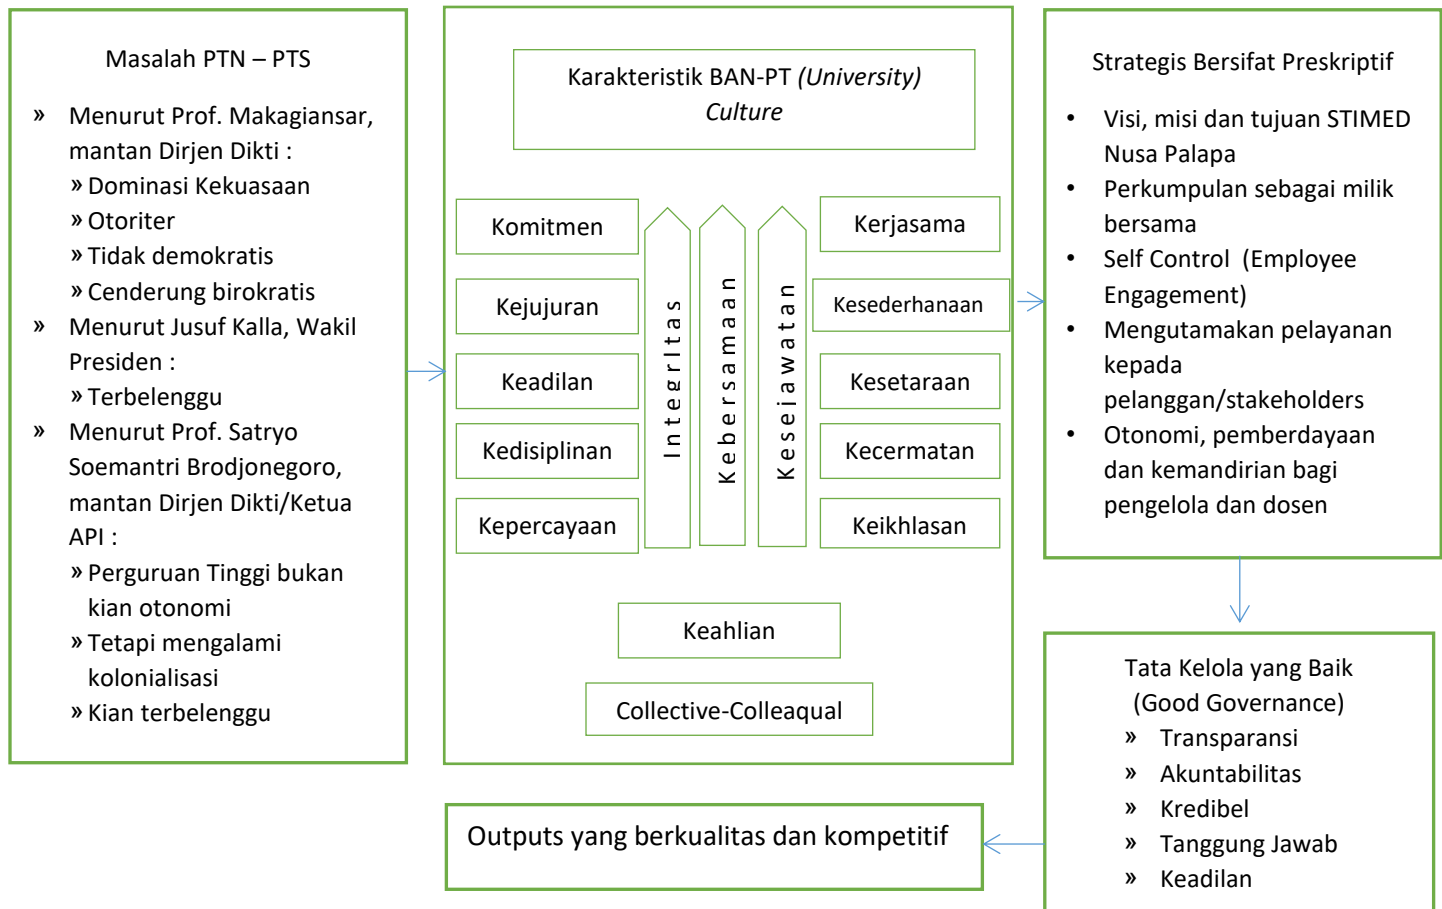 Masalah PTN – PTS
» Menurut Prof. Makagiansar,
mantan Dirjen Dikti :
» Dominasi Kekuasaan
» Otoriter
» Tidak demokratis
» Cenderung birokratis
» Menurut Jusuf Kalla, Wakil
Presiden :
» Terbelenggu
» Menurut Prof. Satryo
Soemantri Brodjonegoro,
mantan Dirjen Dikti/Ketua
API :
» Perguruan Tinggi bukan
kian otonomi
» Tetapi mengalami
kolonialisasi
» Kian terbelenggu
Karakteristik BAN-PT (University)
Culture
Komitmen
Kejujuran
Keadilan
Kedisiplinan
Kepercayaan
IntegrItas
Kebersamaan
Kesejawatan
Kerjasama
Kesederhanaan
Kesetaraan
Kecermatan
Keikhlasan
Keahlian
Collective-Colleaqual
Strategis Bersifat Preskriptif
• Visi, misi dan tujuan STIMED
Nusa Palapa
• Perkumpulan sebagai milik
bersama
• Self Control (Employee
Engagement)
• Mengutamakan pelayanan
kepada
pelanggan/stakeholders
• Otonomi, pemberdayaan
dan kemandirian bagi
pengelola dan dosen
Tata Kelola yang Baik
(Good Governance)
» Transparansi
» Akuntabilitas
» Kredibel
» Tanggung Jawab
» Keadilan
Outputs yang berkualitas dan kompetitif